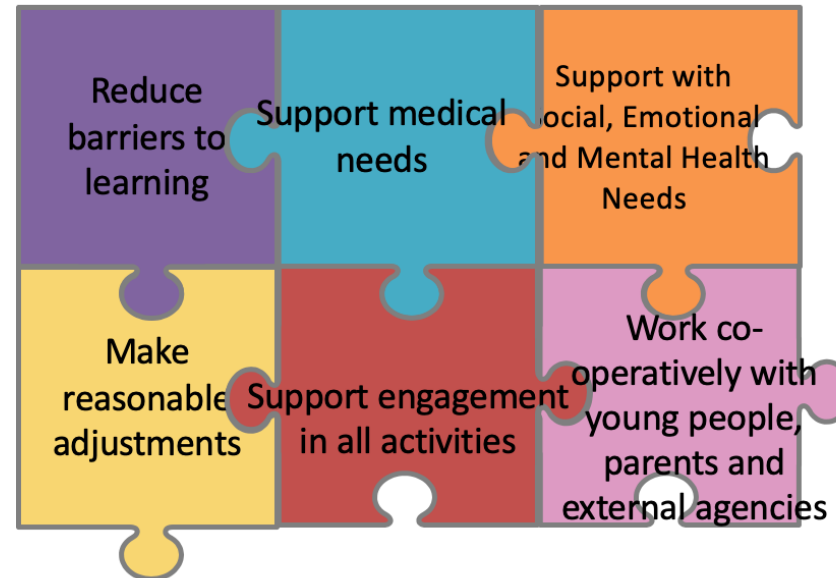 Reduce
barriers to
learning
Support medical
needs
Support with
Social, Emotional
and Mental Health
Needs
Make
reasonable
adjustments
Support engagement
in all activities
Work co-
operatively with
young people,
parents and
external agencies